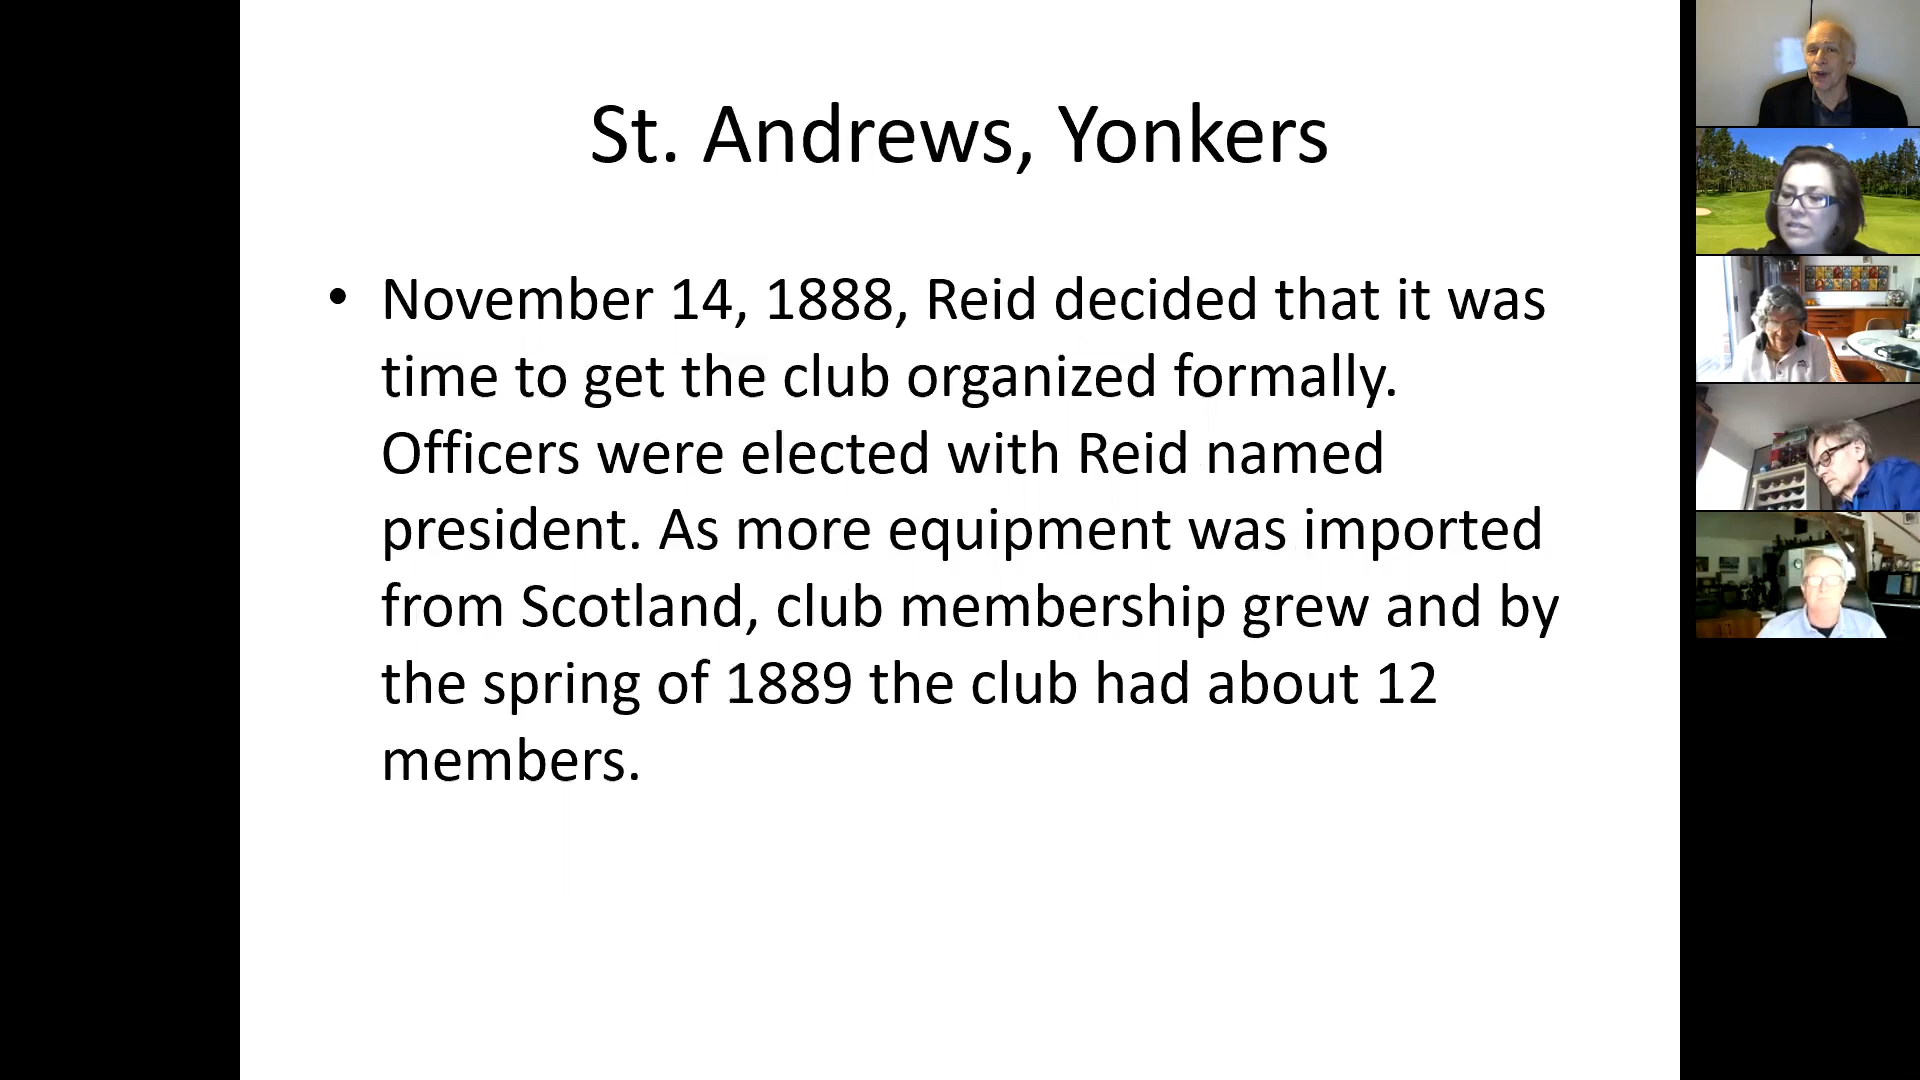 St. Andrews, Yonkers
• November 14, 1888, Reid decided that it was
time to get the club organized formally.
Officers were elected with Reid named
president. As more equipment was imported
from Scotland, club membership grew and by
the spring of 1889 the club had about 12
members.